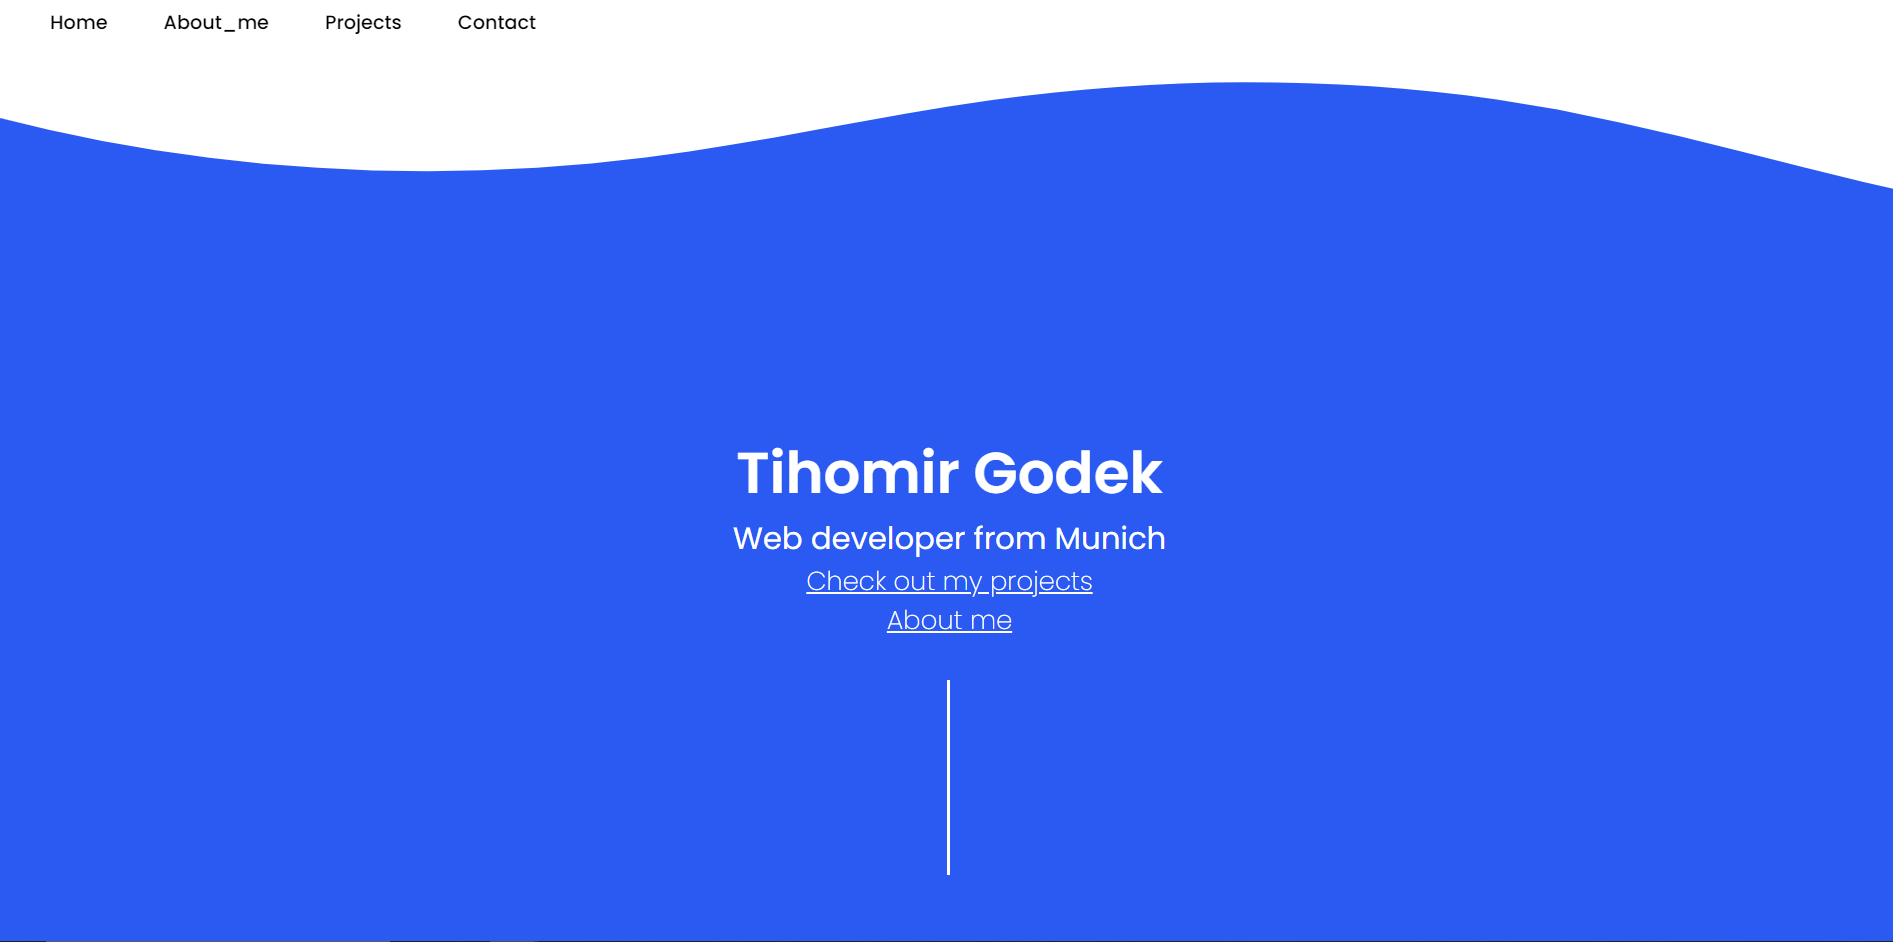 Home About_me Projects Contact
Tihomir Godek
Web developer from Munich
Check out my projects
About me